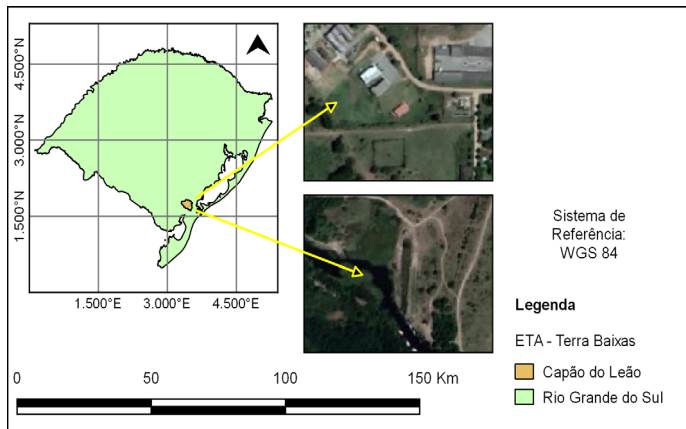 4.500°N
3.000°N
1.500°N
1.500°E
3.000°E
4.500°E
Sistema de
Referência:
WGS 84
Legenda
ETA - Terra Baixas
Capão do Leão
Rio Grande do Sul
0
50
100
150 Km